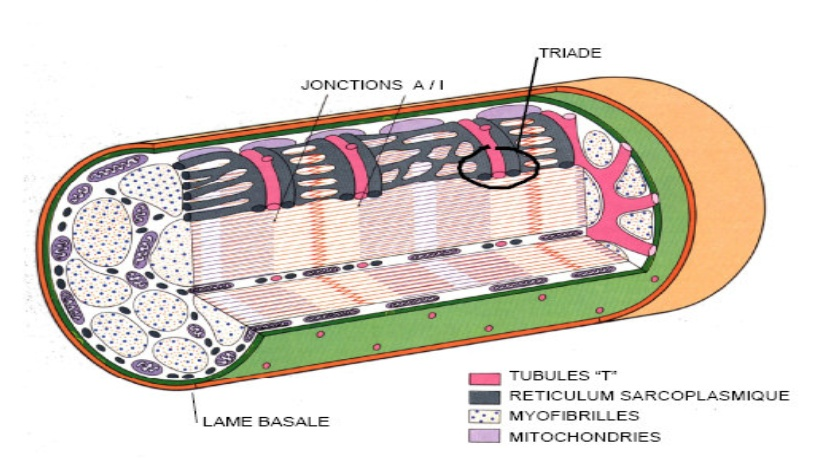 TRIADE
JONCTIONS A / I
TUBULES “T”
RETICULUM SARCOPLASMIQUE
MYOFIBRILLES
MITOCHONDRIES
LAME BASALE